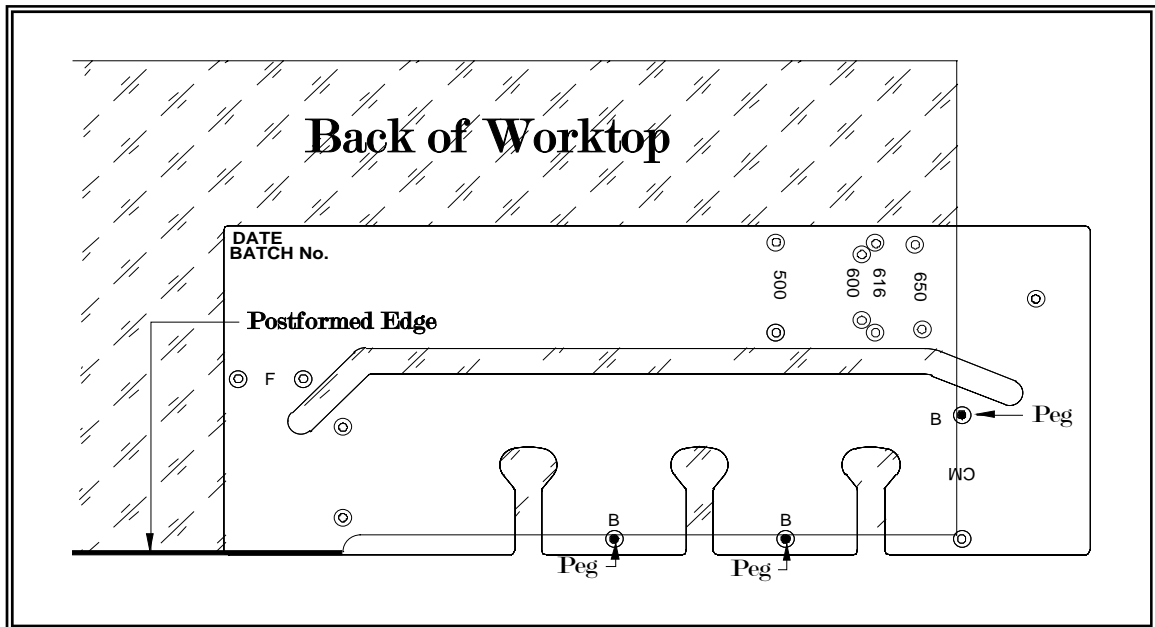 Back of Worktop
DATE
BATCH No.
500
600
616
650
Postformed Edge
F
B
Peg
CM
B
B
Peg
Peg